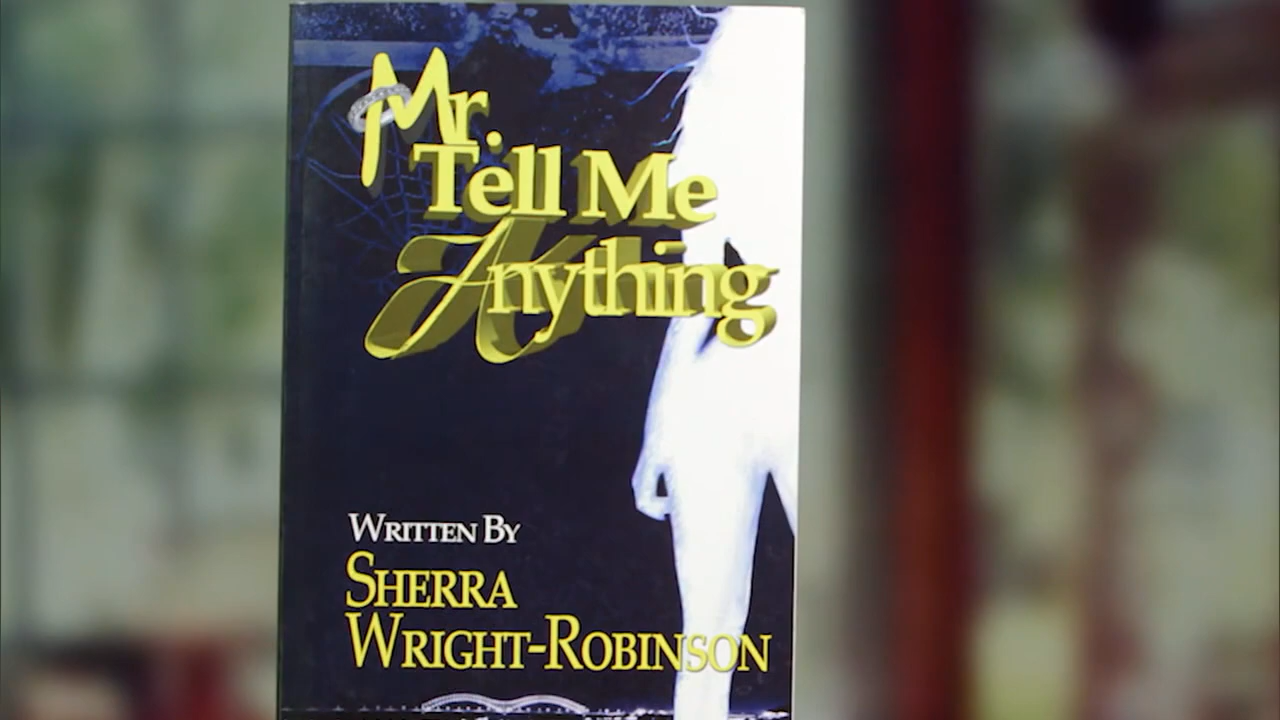 Mr.
Tell Me
Anything
WRITTEN BY
SHERRA
WRIGHT-ROBINSON